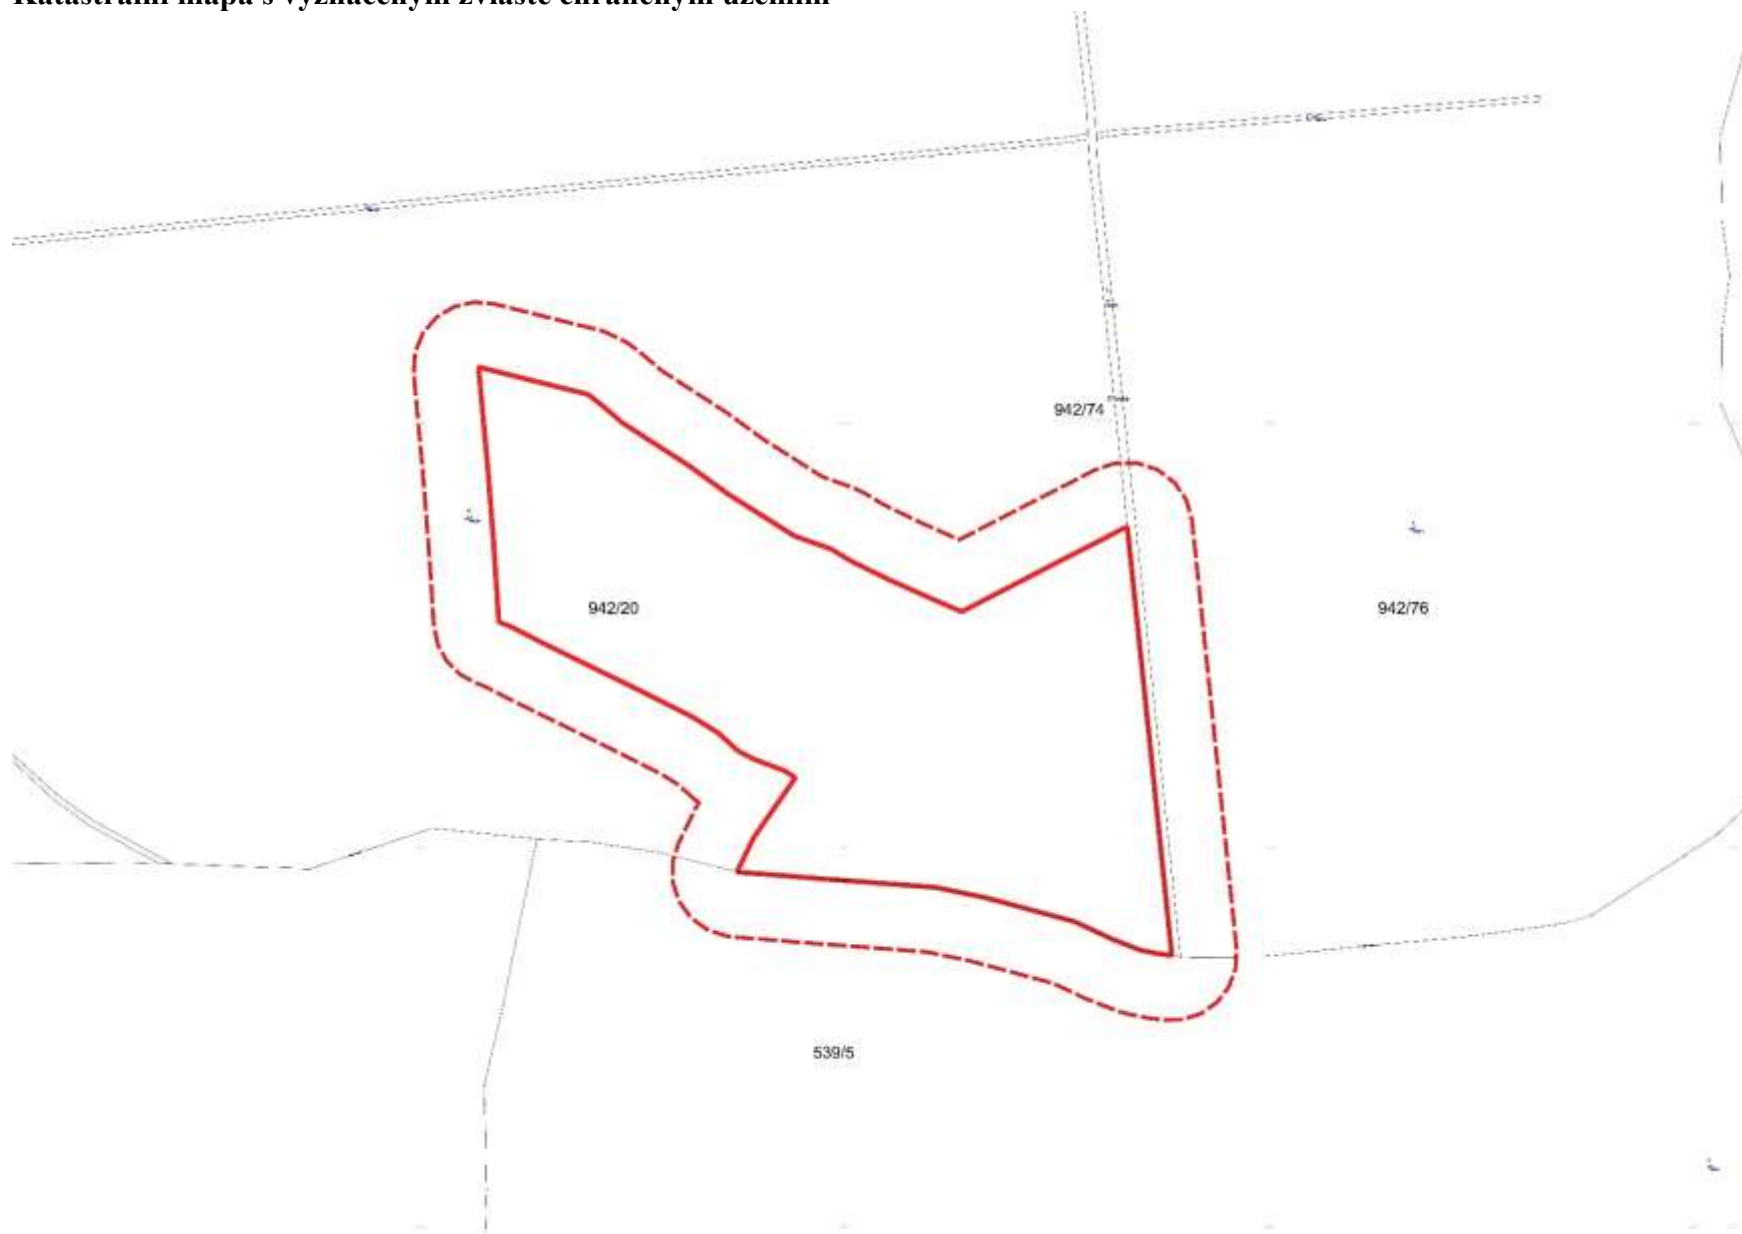 Katastrální mapa s vyznačeným zvláště chráněným územím
942/74
942/20
942/76
539/5